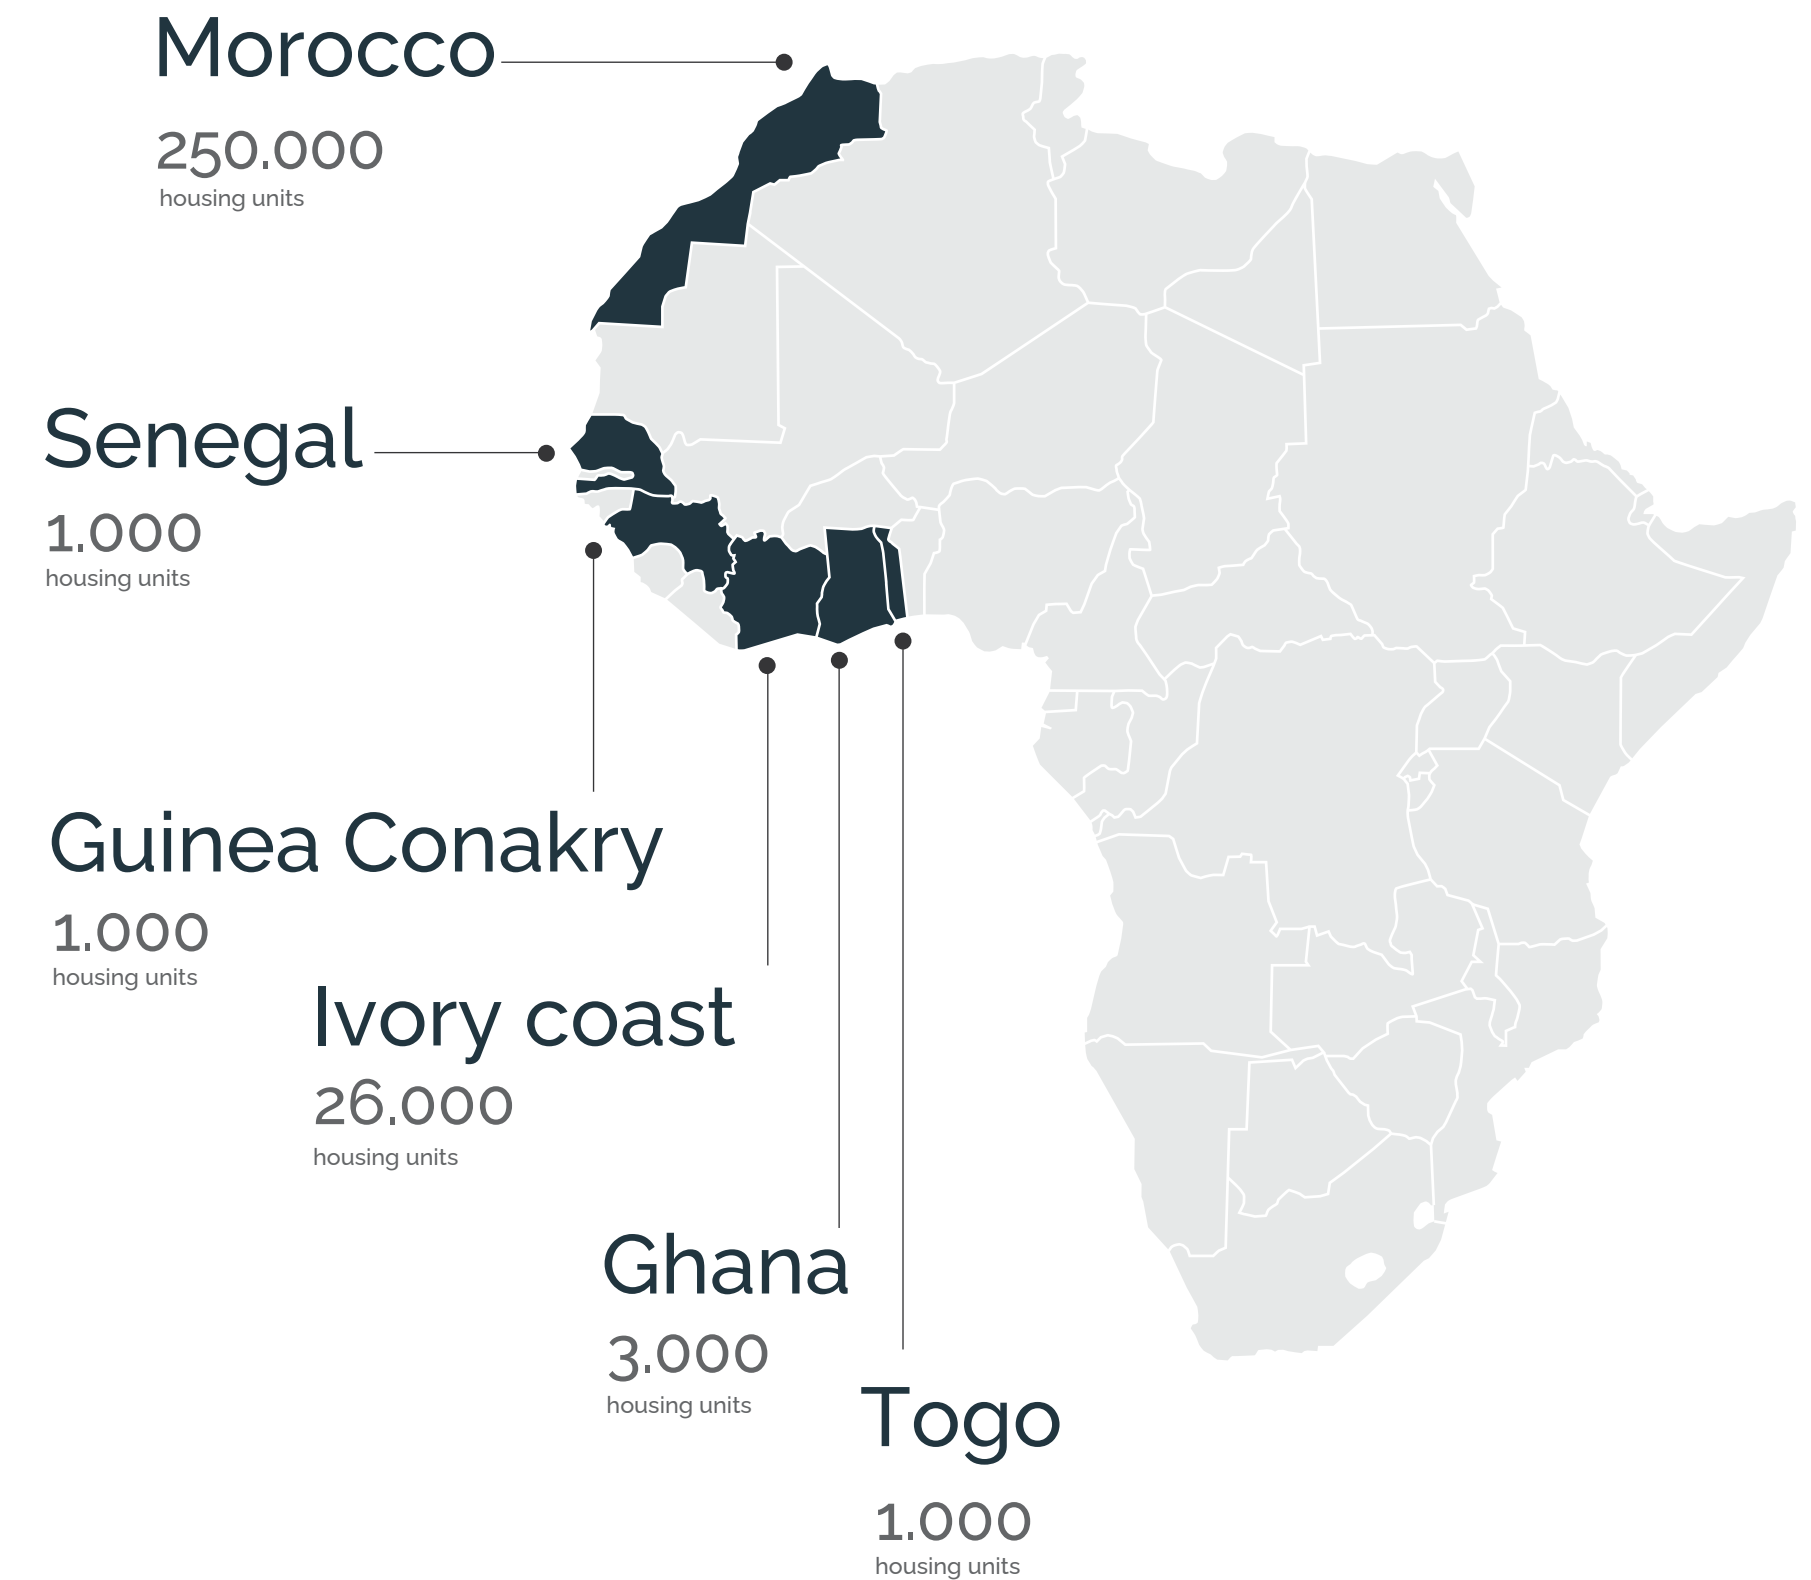 Morocco
250.000
housing units
Senegal
1.000
housing units
Guinea Conakry
1.000
housing units
Ivory coast
26.000
housing units
Ghana
3.000
housing units
Togo
1.000
housing units